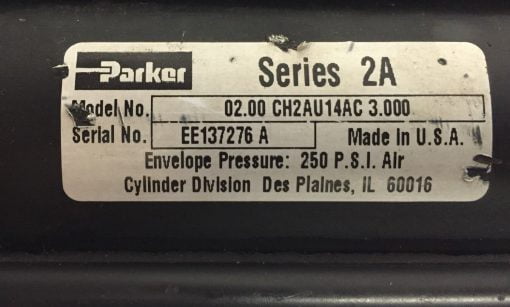 Parker Series 2A
Model No. 02.00 CH2AU14AC 3.000
Serial No. EE137276 A Made in U.S.A.
Envelope Pressure: 250 P.S.I. Air
Cylinder Division Des Plaines, IL 60016